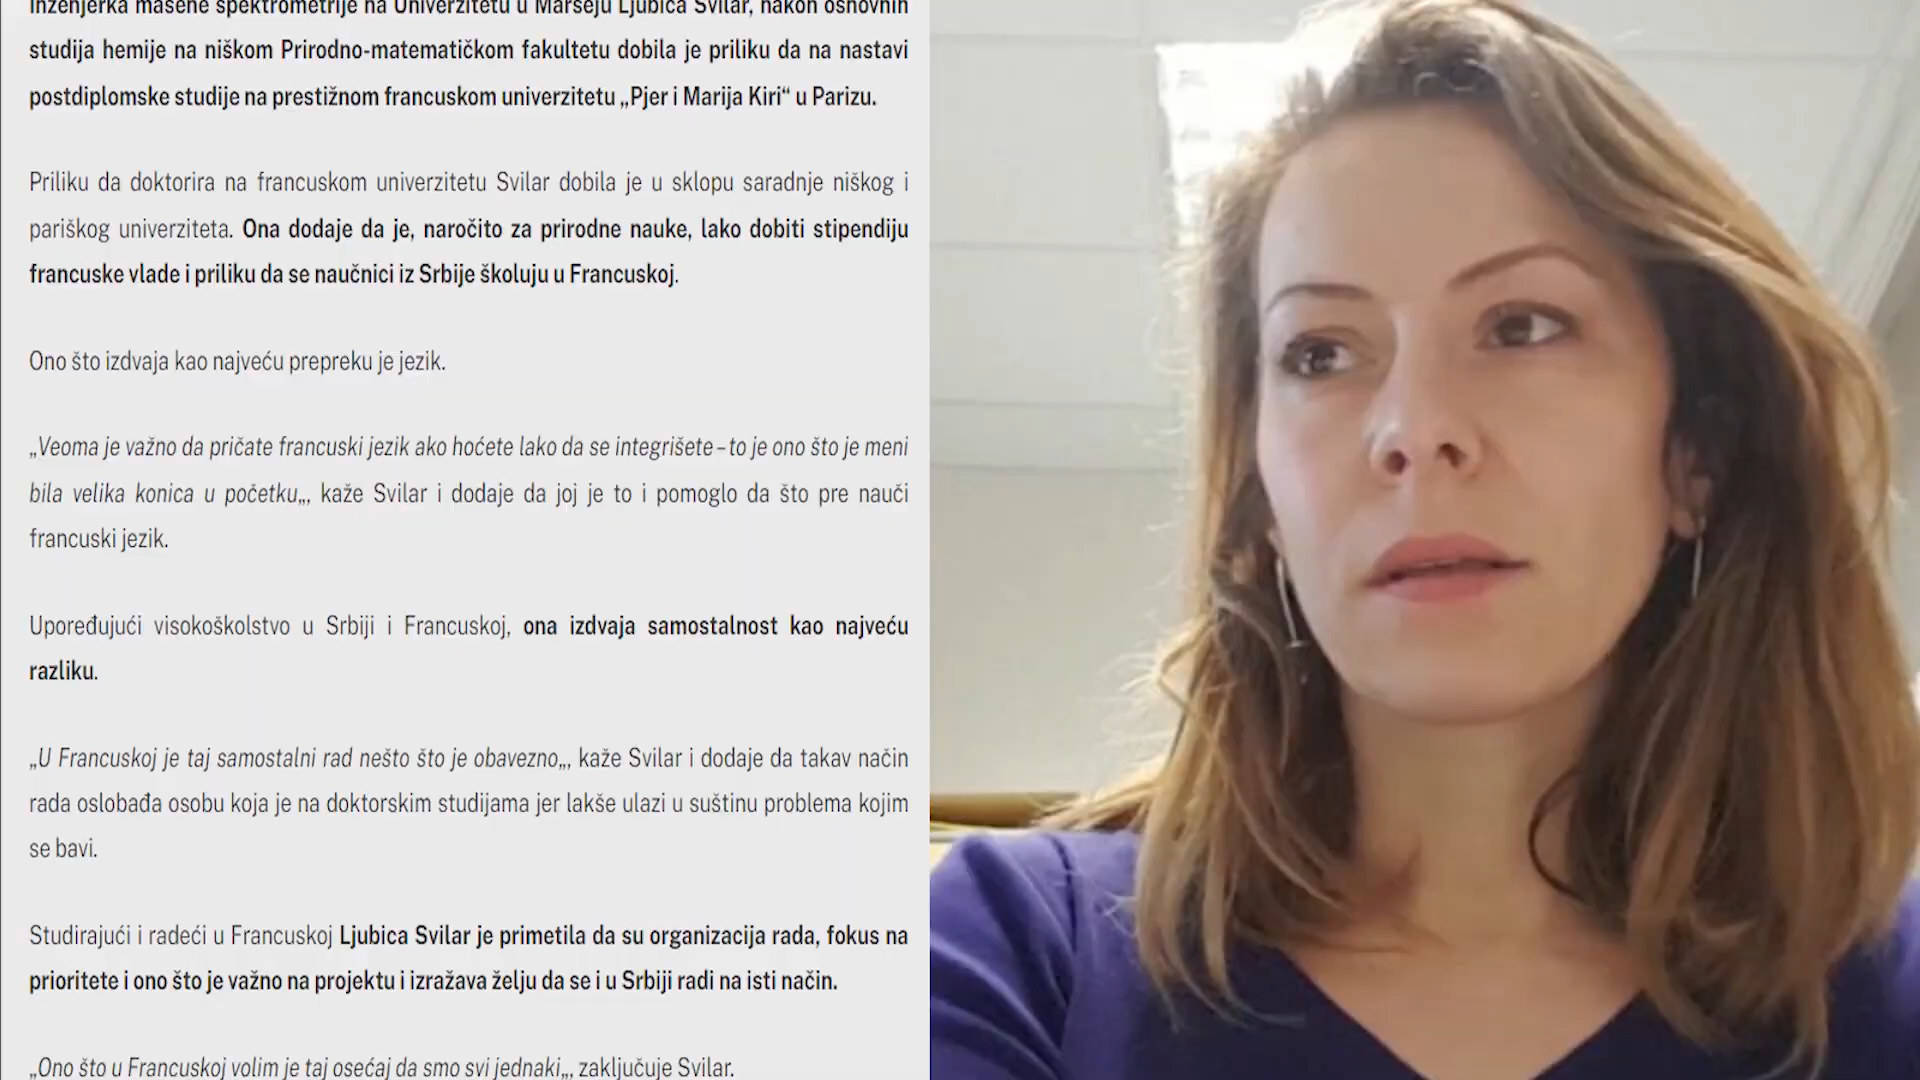 Inženjerka masene spektrometrije na Univerzitetu u Marseju Ljubica Svilar, nakon osnovnih
studija hemije na niškom Prirodno-matematičkom fakultetu dobila je priliku da na nastavi
postdiplomske studije na prestižnom francuskom univerzitetu „Pjer i Marija Kiri“ u Parizu.
Priliku da doktorira na francuskom univerzitetu Svilar dobila je u sklopu saradnje niškog i
pariškog univerziteta. Ona dodaje da je, naročito za prirodne nauke, lako dobiti stipendiju
francuske vlade i priliku da se naučnici iz Srbije školuju u Francuskoj.
Ono što izdvaja kao najveću prepreku je jezik.
„Veoma je važno da pričate francuski jezik ako hoćete lako da se integrišete – to je ono što je meni
bila velika konica u početku„, kaže Svilar i dodaje da joj je to i pomoglo da što pre nauči
francuski jezik.
Upoređujući visokoškolstvo u Srbiji i Francuskoj, ona izdvaja samostalnost kao najveću
razliku.
„U Francuskoj je taj samostalni rad nešto što je obavezno„, kaže Svilar i dodaje da takav način
rada oslobađa osobu koja je na doktorskim studijama jer lakše ulazi u suštinu problema kojim
se bavi.
Studirajući i radeći u Francuskoj Ljubica Svilar je primetila da su organizacija rada, fokus na
prioritete i ono što je važno na projektu i izražava želju da se i u Srbiji radi na isti način.
„Ono što u Francuskoj volim je taj osećaj da smo svi jednaki„, zaključuje Svilar.